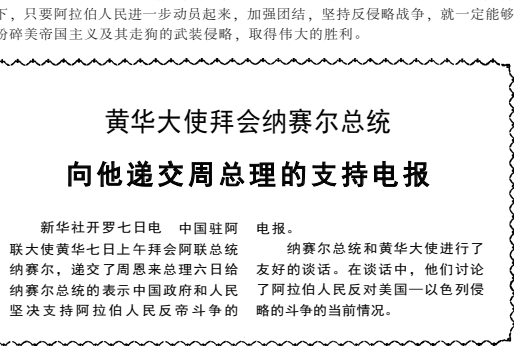 下，只要阿拉伯人民进一步动员起来，加强团结，坚持反侵略战争，就一定能够
粉碎美帝国主义及其走狗的武装侵略，取得伟大的胜利。
黄华大使拜会纳赛尔总统
向他递交周总理的支持电报
新华社开罗七日电　中国驻阿
联大使黄华七日上午拜会阿联总统
纳赛尔，递交了周恩来总理六日给
纳赛尔总统的表示中国政府和人民
坚决支持阿拉伯人民反帝斗争的
电报。
纳赛尔总统和黄华大使进行了
友好的谈话。在谈话中，他们讨论
了阿拉伯人民反对美国—以色列侵
略的斗争的当前情况。